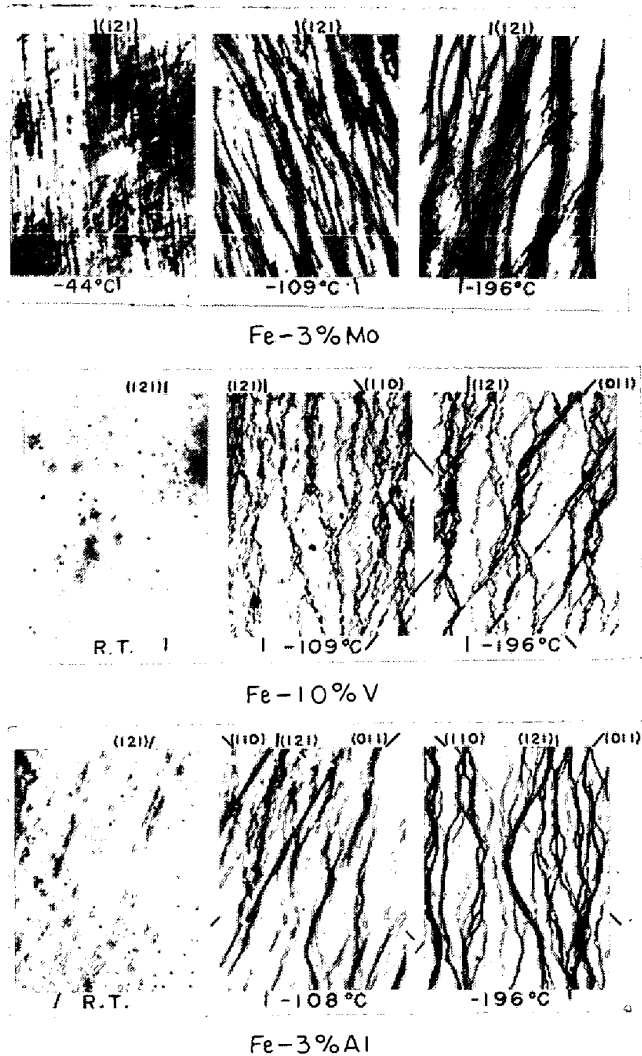 (121) (121) (121)
-44°C -109°C -196°C
Fe-3%Mo
(121) (121) (110) (121) (011)
R.T. -109°C -196°C
Fe-10%V
(121) (110) (121) (011) (110) (121) (011)
R.T. -108°C -196°C
Fe-3%Al